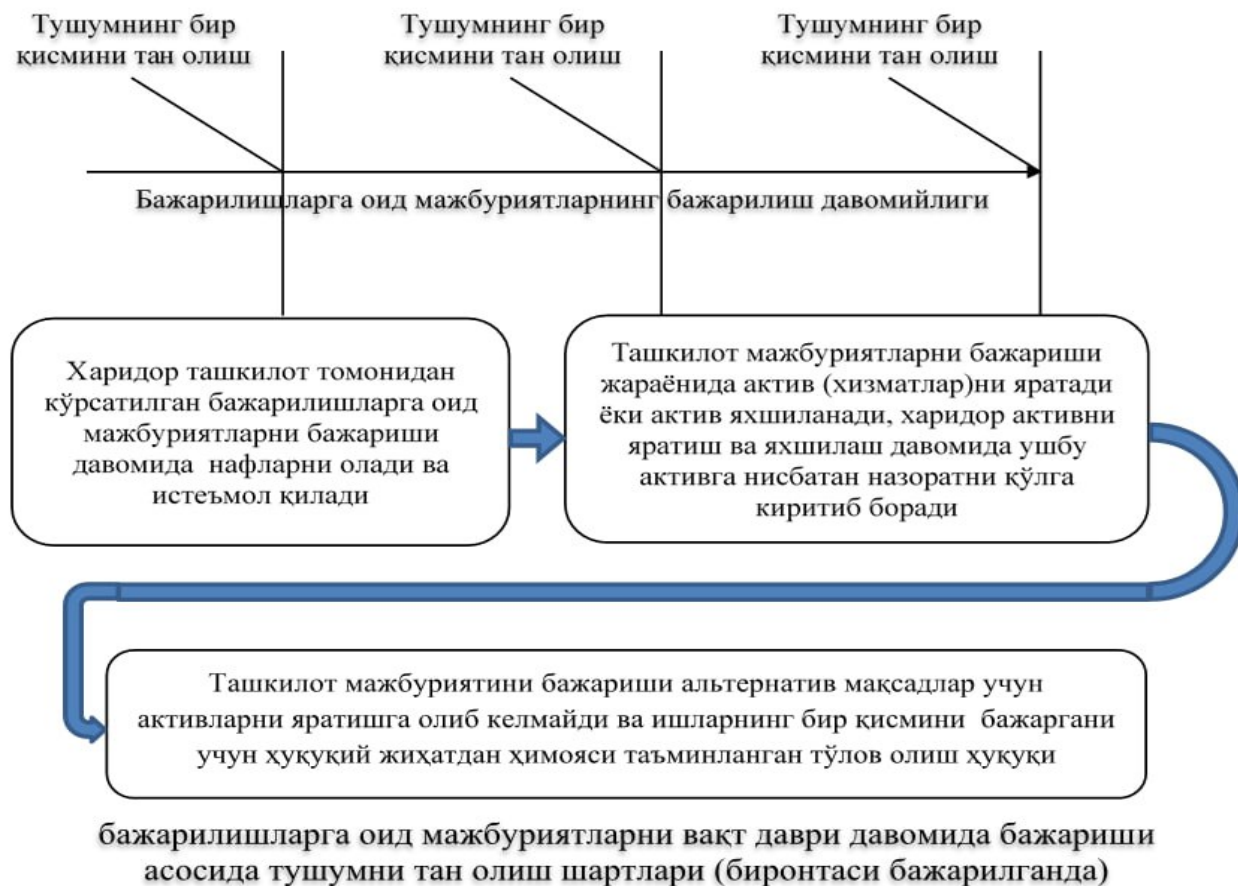 Тушумнинг бир
қисмини тан олиш
Тушумнинг бир
қисмини тан олиш
Тушумнинг бир
қисмини тан олиш
Бажарилишларга оид мажбуриятларнинг бажарилиш давомийлиги
Харидор ташкилот томонидан
кўрсатилган бажарилишларга оид
мажбуриятларни бажариши
давомида нафларни олади ва
истеъмол қилади
Ташкилот мажбуриятларни бажариши
жараёнида актив (хизматлар)ни яратади
ёки актив яхшиланади, харидор активни
яратиш ва яхшилаш давомида ушбу
активга нисбатан назоратни қўлга
киритиб боради
Ташкилот мажбуриятини бажариши альтернатив мақсадлар учун
активларни яратишга олиб келмайди ва ишларнинг бир қисмини бажаргани
учун ҳуқуқий жиҳатдан ҳимояси таъминланган тўлов олиш ҳуқуқи
бажарилишларга оид мажбуриятларни вақт даври давомида бажариши
асосида тушумни тан олиш шартлари (биронтаси бажарилганда)